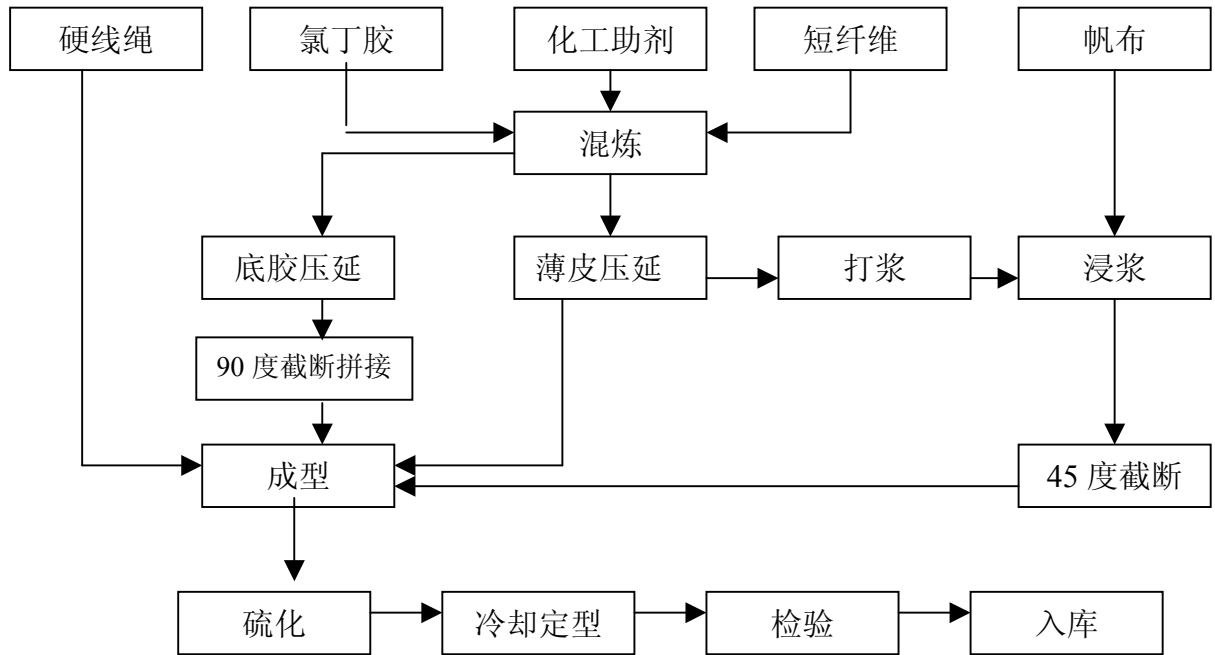 硬线绳
氯丁胶
化工助剂
短纤维
帆布
混炼
底胶压延
薄皮压延
打浆
浸浆
90 度截断拼接
成型
45 度截断
硫化
冷却定型
检验
入库